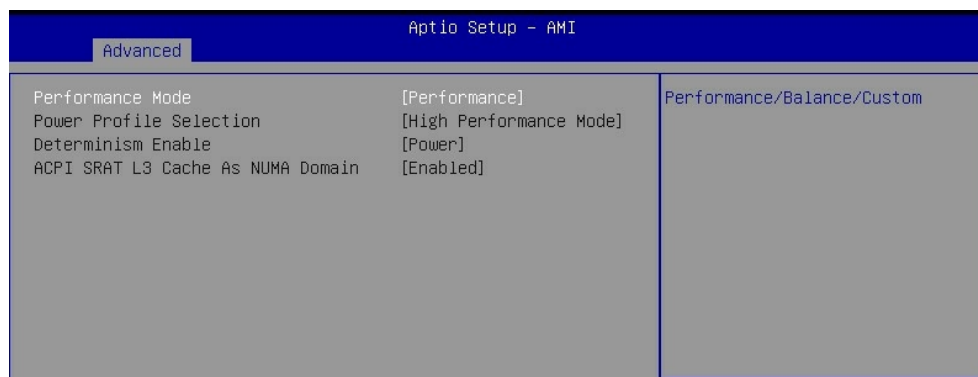 Aptio Setup – AMI
Advanced
Performance Mode [Performance]
Power Profile Selection [High Performance Mode]
Determinism Enable [Power]
ACPI SRAT L3 Cache As NUMA Domain [Enabled]
Performance/Balance/Custom